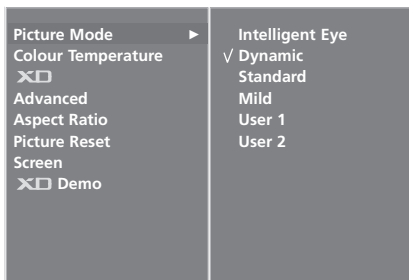 Picture Mode ►
Colour Temperature
XD
Advanced
Aspect Ratio
Picture Reset
Screen
XD Demo
Intelligent Eye
√ Dynamic
Standard
Mild
User 1
User 2